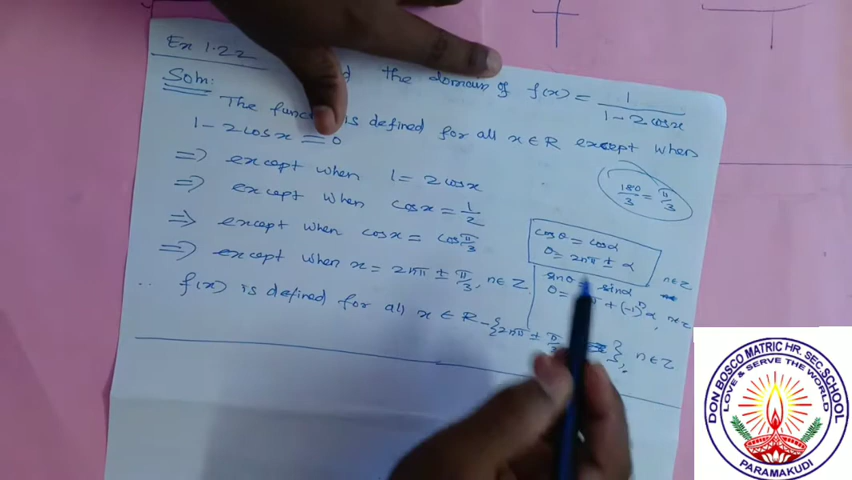 Ex 1.22
the domain of f(x) = 1/(1-2cosx)
Soln:
The func is defined for all x∈R except when
1-2cosx = 0
⇒ except when 1 = 2cosx
180/3 = π/3
⇒ except when cosx = 1/2
⇒ except when cosx = cos π/3
⇒ except when x = 2nπ ± π/3, n∈Z.
cosθ = cosα
θ = 2nπ ± α n∈Z
sinθ = sinα
θ = π + (-1)^n α, n∈Z
∴ f(x) is defined for all x ∈ R - {2nπ ± π/3 }, n∈Z
DON BOSCO MATRIC HR. SEC. SCHOOL
LOVE & SERVE THE WORLD
PARAMAKUDI